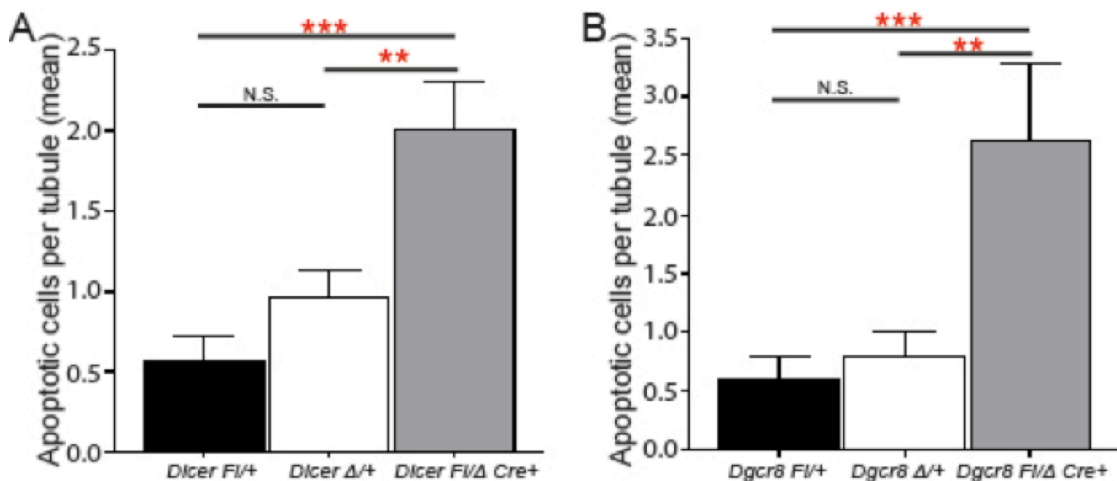 A
Apoptotic cells per tubule (mean)
2.5
2.0
1.5
1.0
0.5
0.0
***
**
N.S.
Dicer Fl/+
Dicer Δ/+
Dicer Fl/Δ Cre+
B
Apoptotic cells per tubule (mean)
3.5
3.0
2.5
2.0
1.5
1.0
0.5
0.0
***
**
N.S.
Dgcr8 Fl/+
Dgcr8 Δ/+
Dgcr8 Fl/Δ Cre+